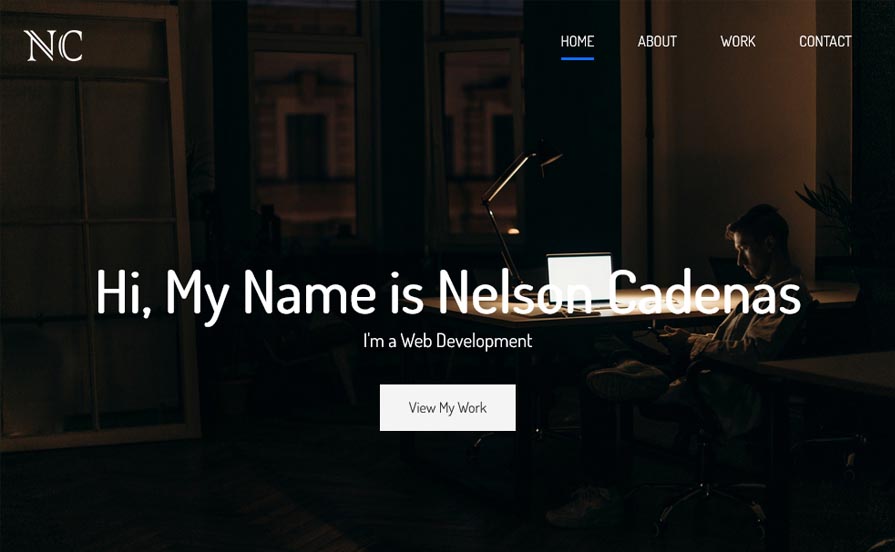 NC
HOME ABOUT WORK CONTACT
Hi, My Name is Nelson Cadenas
I'm a Web Development
View My Work